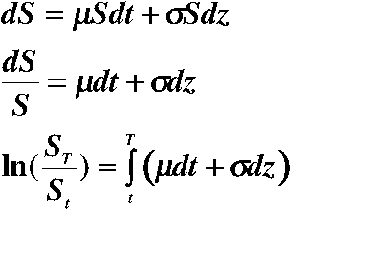 dS = μSdt + σSdz
dS/S = μdt + σdz
ln(S_T/S_t) = ∫_t^T (μdt + σdz)